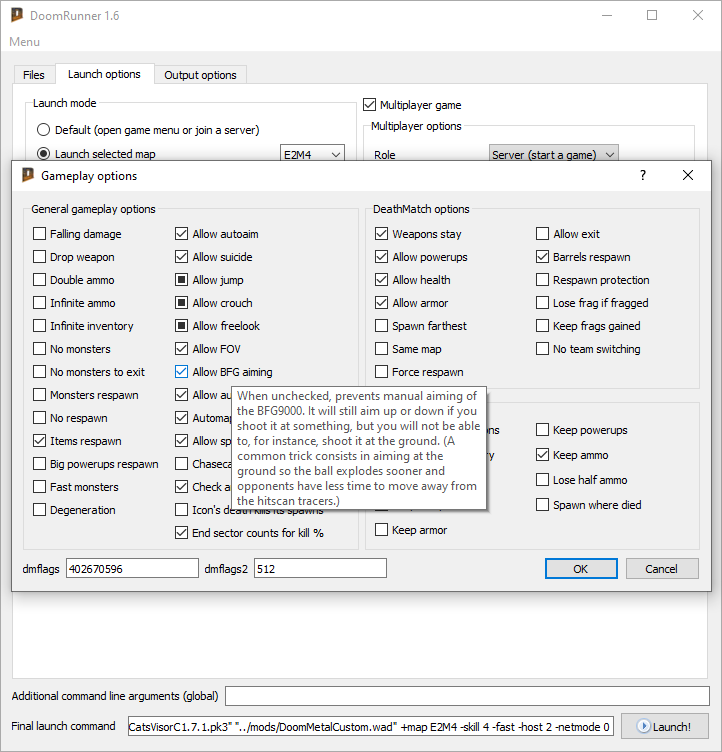 DoomRunner 1.6
Menu
Files
Launch options
Output options
Launch mode
Default (open game menu or join a server)
Launch selected map
E2M4
Multiplayer game
Multiplayer options
Role
Server (start a game)
Gameplay options
?
General gameplay options
Falling damage
Drop weapon
Double ammo
Infinite ammo
Infinite inventory
No monsters
No monsters to exit
Monsters respawn
No respawn
Items respawn
Big powerups respawn
Fast monsters
Degeneration
Allow autoaim
Allow suicide
Allow jump
Allow crouch
Allow freelook
Allow FOV
Allow BFG aiming
Allow au
Automap
Allow sp
Chaseca
Check a
Icon's death kills its spawns
End sector counts for kill %
When unchecked, prevents manual aiming of
the BFG9000. It will still aim up or down if you
shoot it at something, but you will not be able
to, for instance, shoot it at the ground. (A
common trick consists in aiming at the
ground so the ball explodes sooner and
opponents have less time to move away from
the hitscan tracers.)
DeathMatch options
Weapons stay
Allow powerups
Allow health
Allow armor
Spawn farthest
Same map
Force respawn
Allow exit
Barrels respawn
Respawn protection
Lose frag if fragged
Keep frags gained
No team switching
Keep armor
Keep powerups
Keep ammo
Lose half ammo
Spawn where died
dmflags
402670596
dmflags2
512
OK
Cancel
Additional command line arguments (global)
Final launch command
CatsVisorC1.7.1.pk3" "../mods/DoomMetalCustom.wad" +map E2M4 -skill 4 -fast -host 2 -netmode 0
Launch!